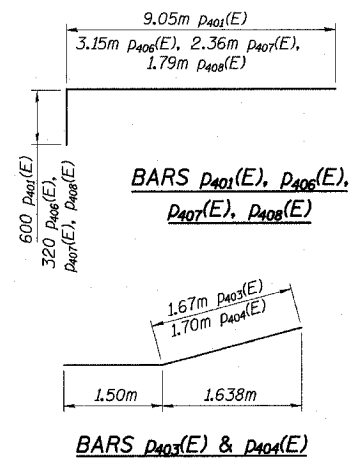 9.05m p401(E)
3.15m p406(E), 2.36m p407(E),
1.79m p408(E)
600 p401(E)
320 p406(E),
p407(E), p408(E)
BARS p401(E), p406(E),
p407(E), p408(E)
1.67m p403(E)
1.70m p404(E)
1.50m
1.638m
BARS p403(E) & p404(E)